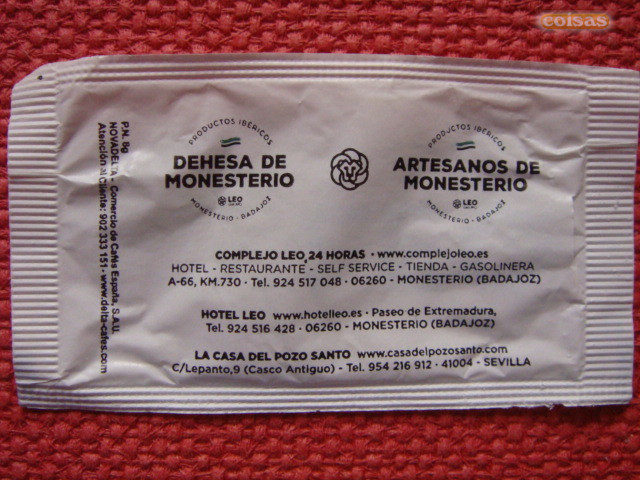 coisas
P.N. 8g
NOVADELTA - Comercio de Cafés España, S.A.U.
Atención al Cliente: 902 333 151 · www.delta-cafes.com
PRODUCTOS IBÉRICOS
DEHESA DE
MONESTERIO
LEO
MONESTERIO - BADAJOZ
PRODUCTOS IBÉRICOS
ARTESANOS DE
MONESTERIO
LEO
MONESTERIO - BADAJOZ
COMPLEJO LEO, 24 HORAS · www.complejoleo.es
HOTEL - RESTAURANTE - SELF SERVICE - TIENDA - GASOLINERA
A-66, KM.730 · Tel. 924 517 048 · 06260 - MONESTERIO (BADAJOZ)
HOTEL LEO www.hotelleo.es · Paseo de Extremadura,
Tel. 924 516 428 · 06260 - MONESTERIO (BADAJOZ)
LA CASA DEL POZO SANTO www.casadelpozosanto.com
C/Lepanto,9 (Casco Antiguo) - Tel. 954 216 912 · 41004 - SEVILLA